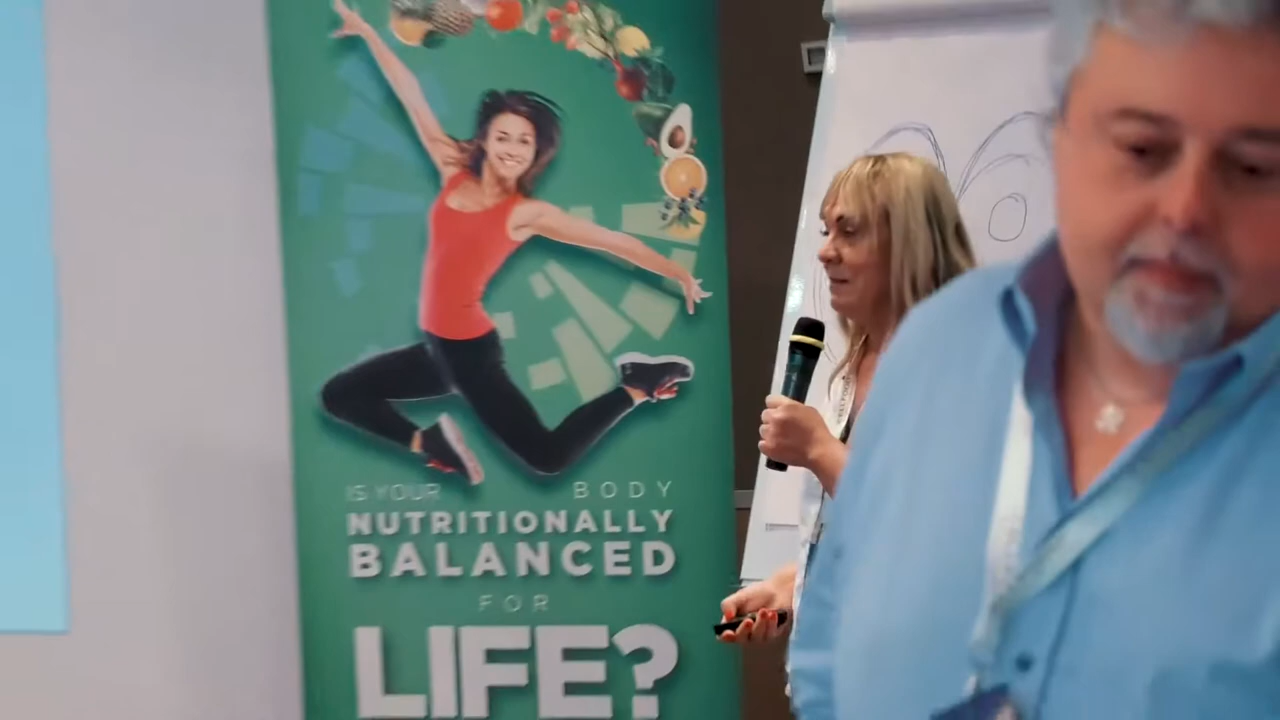 IS YOUR BODY
NUTRITIONALLY
BALANCED
FOR
LIFE?